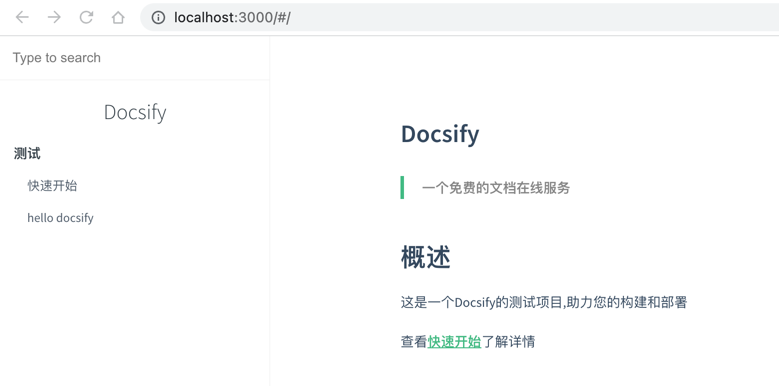 localhost:3000/#/
Type to search
Docsify
测试
快速开始
hello docsify
Docsify
一个免费的文档在线服务
概述
这是一个Docsify的测试项目,助力您的构建和部署
查看快速开始了解详情